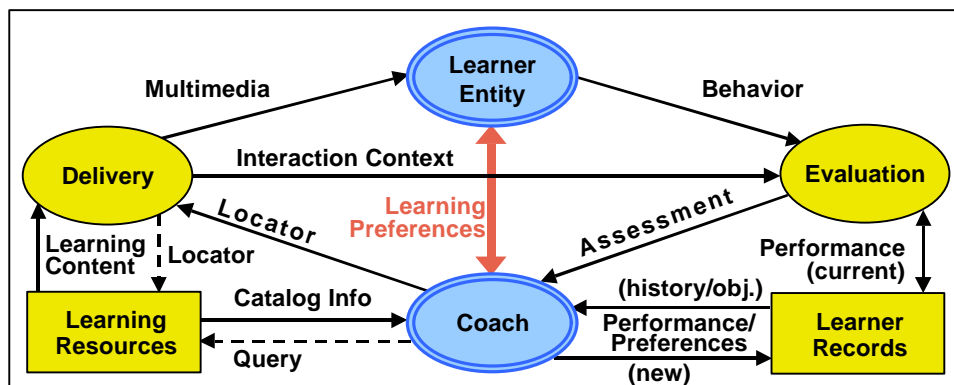 Learner
Entity
Multimedia
Behavior
Interaction Context
Delivery
Evaluation
Learning
Preferences
Locator
Assessment
Learning
Content
Locator
Performance
(current)
Catalog Info
(history/obj.)
Learning
Resources
Coach
Performance/
Preferences
Learner
Records
Query
(new)